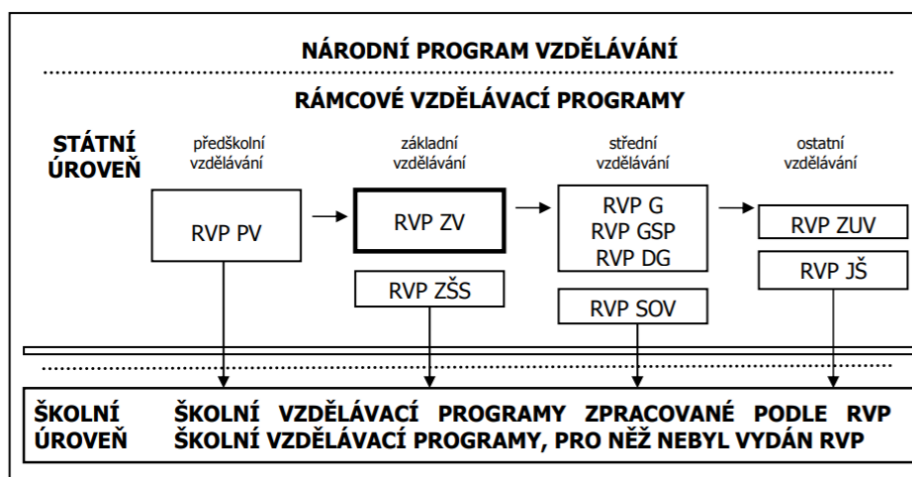 NÁRODNÍ PROGRAM VZDĚLÁVÁNÍ
RÁMCOVÉ VZDĚLÁVACÍ PROGRAMY
STÁTNÍ
ÚROVEŇ
předškolní
vzdělávání
základní
vzdělávání
střední
vzdělávání
ostatní
vzdělávání
RVP PV
RVP ZV
RVP ZŠS
RVP G
RVP GSP
RVP DG
RVP SOV
RVP ZUV
RVP JŠ
ŠKOLNÍ
ÚROVEŇ
ŠKOLNÍ VZDĚLÁVACÍ PROGRAMY ZPRACOVANÉ PODLE RVP
ŠKOLNÍ VZDĚLÁVACÍ PROGRAMY, PRO NĚŽ NEBYL VYDÁN RVP